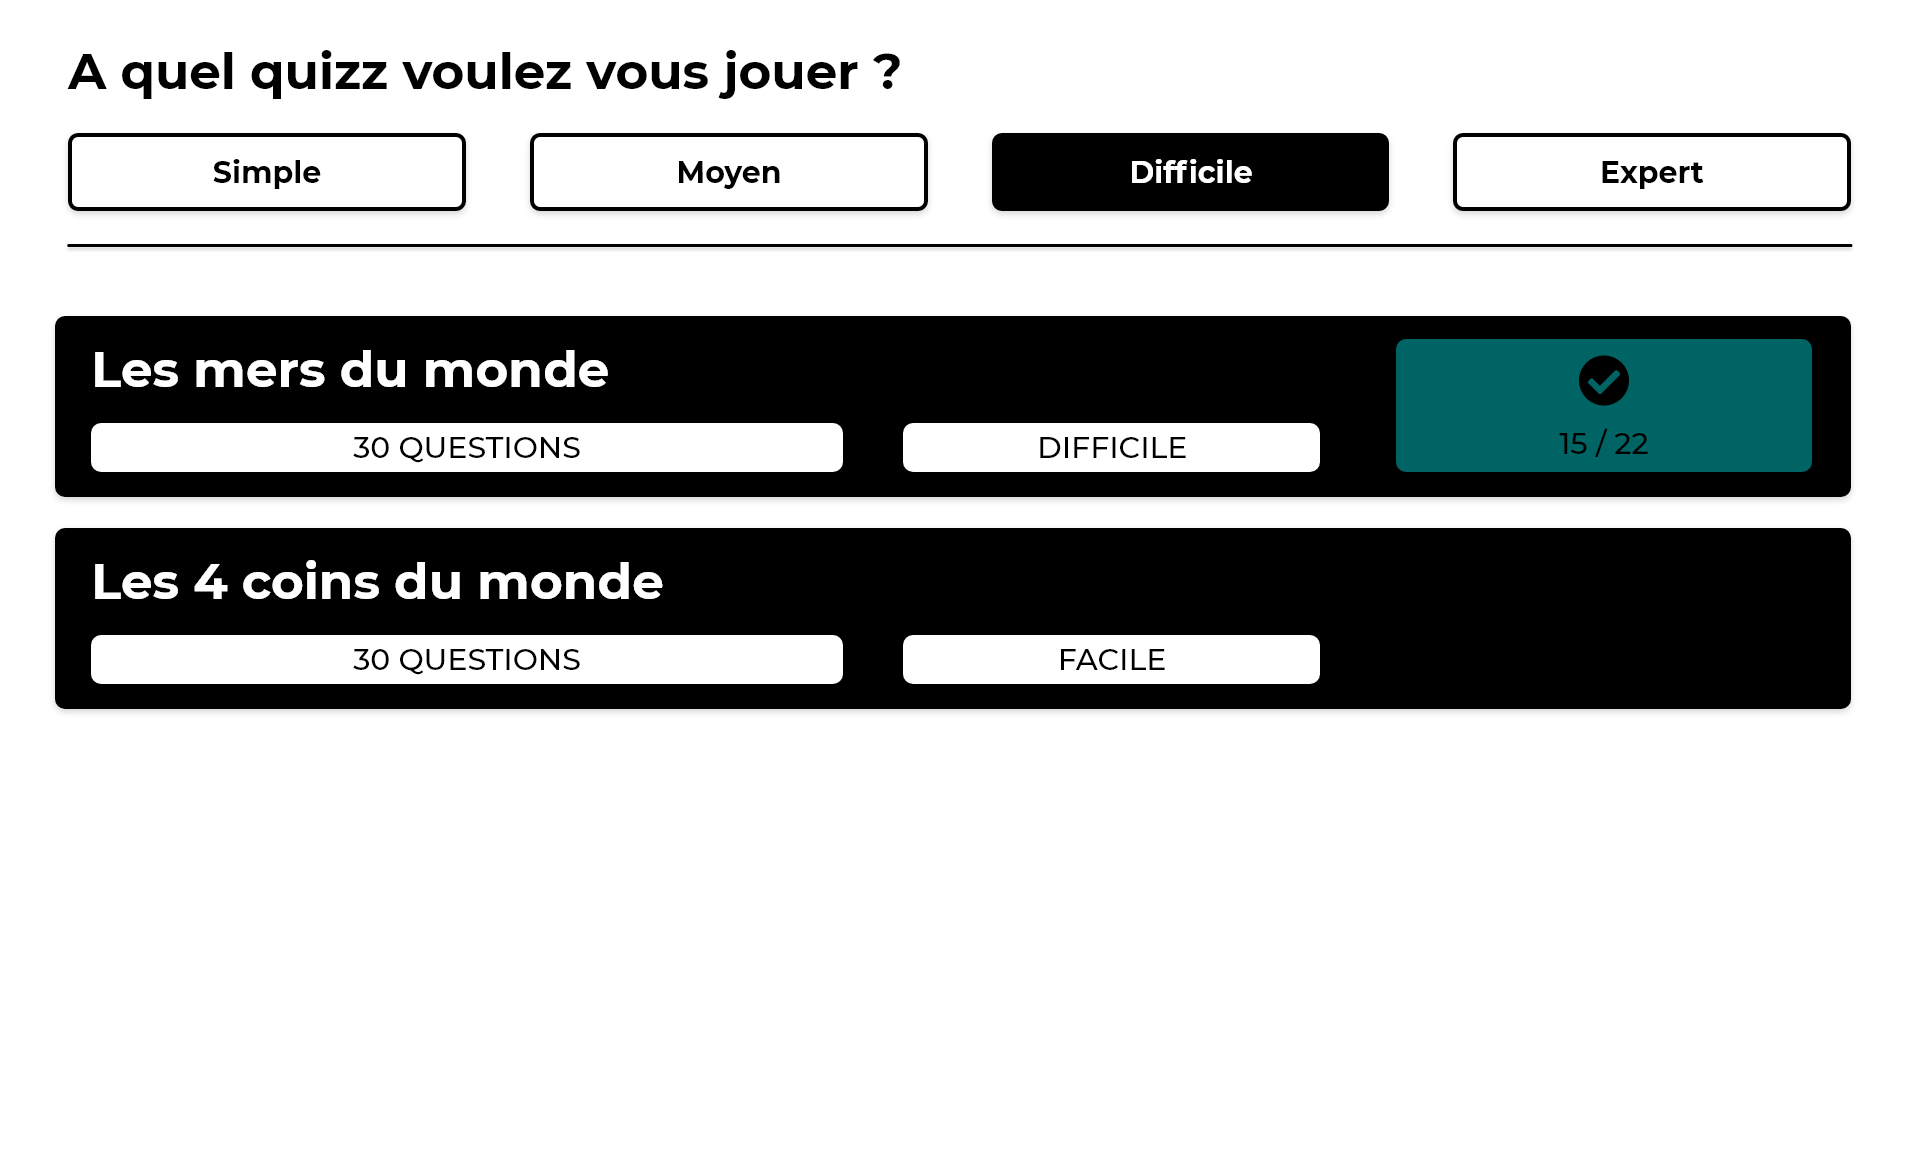 A quel quizz voulez vous jouer ?
Simple
Moyen
Difficile
Expert
Les mers du monde
30 QUESTIONS
DIFFICILE
15 / 22
Les 4 coins du monde
30 QUESTIONS
FACILE